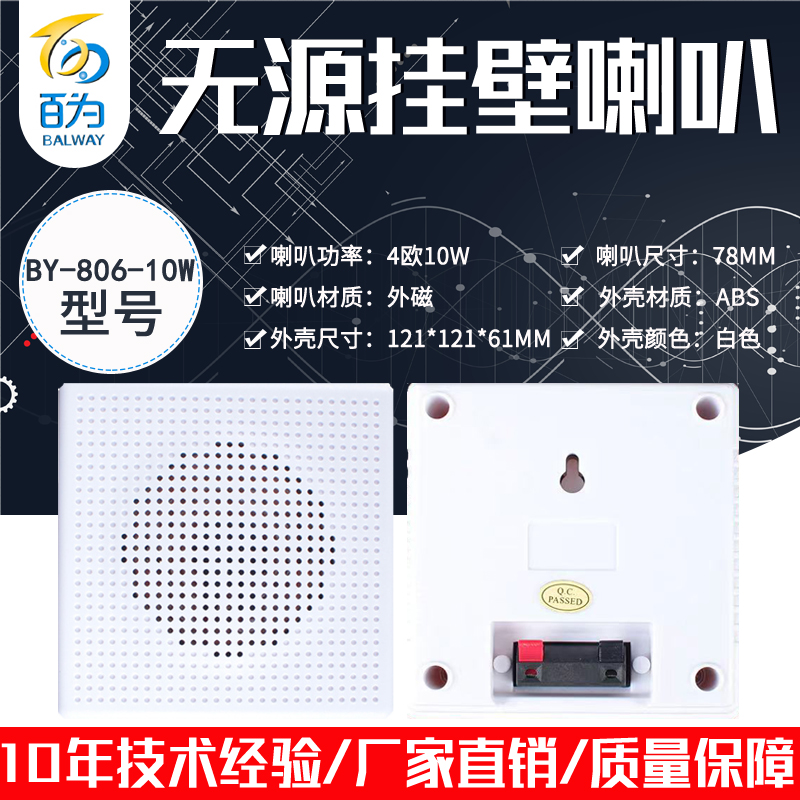 百为
BALWAY
无源挂壁喇叭
BY-806-10W
型号
喇叭功率：4欧10W
喇叭尺寸：78MM
喇叭材质：外磁
外壳材质：ABS
外壳尺寸：121*121*61MM
外壳颜色：白色
Q.C.
PASSED
10年技术经验/厂家直销/质量保障